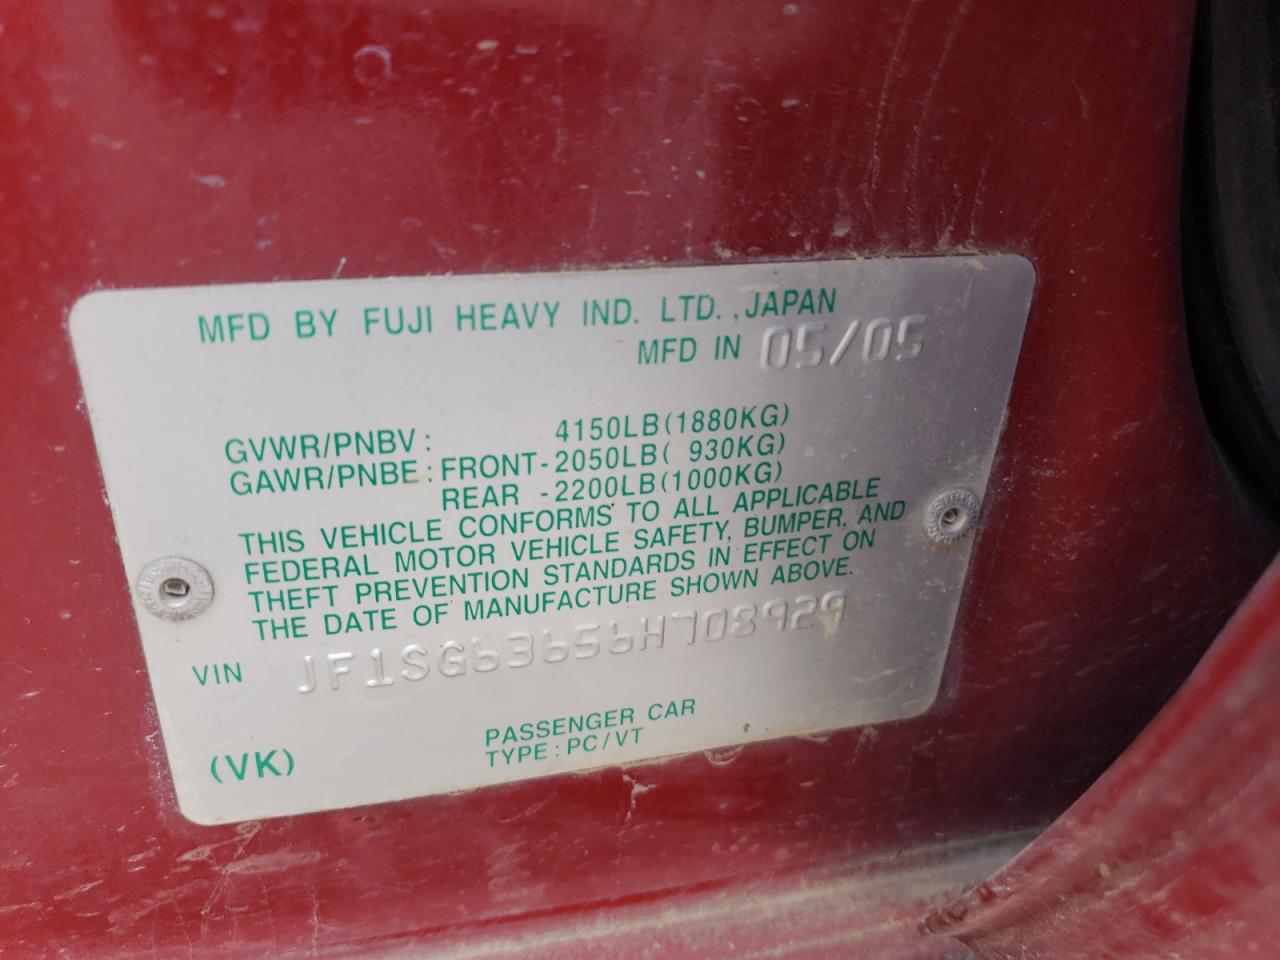 MFD BY FUJI HEAVY IND. LTD., JAPAN
MFD IN 05/05
GVWR/PNBV: 4150LB(1880KG)
GAWR/PNBE: FRONT-2050LB( 930KG)
REAR -2200LB(1000KG)
THIS VEHICLE CONFORMS TO ALL APPLICABLE
FEDERAL MOTOR VEHICLE SAFETY, BUMPER, AND
THEFT PREVENTION STANDARDS IN EFFECT ON
THE DATE OF MANUFACTURE SHOWN ABOVE.
VIN JF1SG63656H708929
PASSENGER CAR
(VK) TYPE: PC/VT